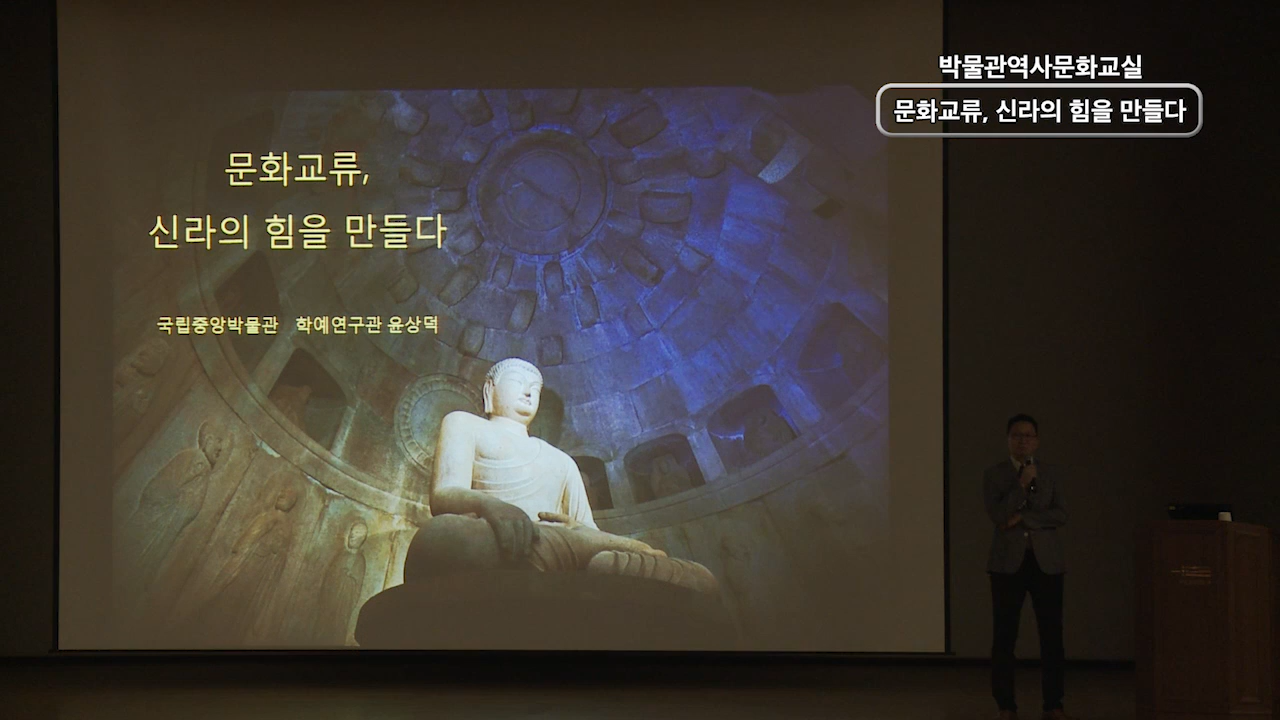 박물관역사문화교실
문화교류, 신라의 힘을 만들다
문화교류,
신라의 힘을 만들다
국립중앙박물관 학예연구관 윤상덕